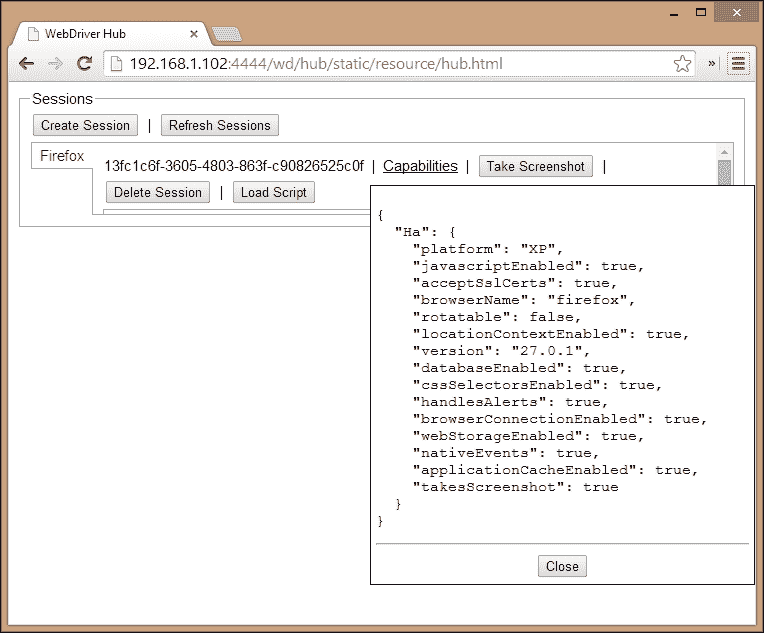 WebDriver Hub
192.168.1.102:4444/wd/hub/static/resource/hub.html
Sessions
Create Session | Refresh Sessions
Firefox
13fc1c6f-3605-4803-863f-c90826525c0f | Capabilities | Take Screenshot |
Delete Session | Load Script
{
"Ha": {
"platform": "XP",
"javascriptEnabled": true,
"acceptSslCerts": true,
"browserName": "firefox",
"rotatable": false,
"locationContextEnabled": true,
"version": "27.0.1",
"databaseEnabled": true,
"cssSelectorsEnabled": true,
"handlesAlerts": true,
"browserConnectionEnabled": true,
"webStorageEnabled": true,
"nativeEvents": true,
"applicationCacheEnabled": true,
"takesScreenshot": true
}
}
Close